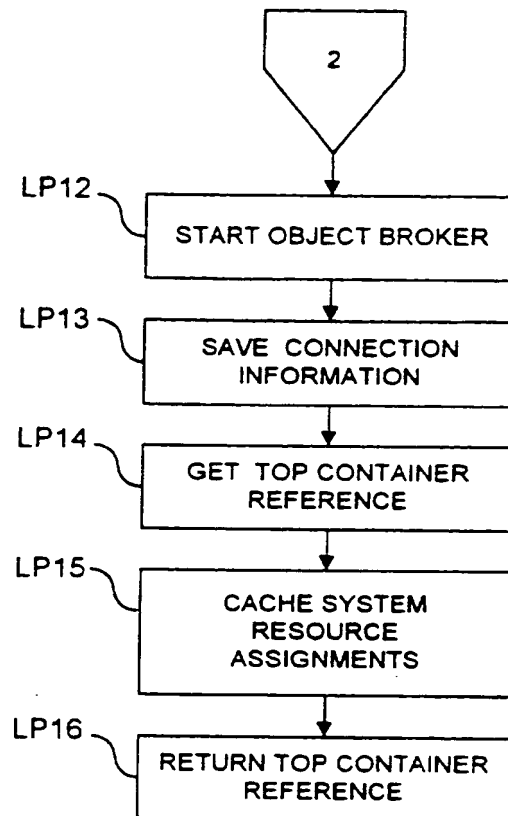 2
LP12
START OBJECT BROKER
LP13
SAVE CONNECTION
INFORMATION
LP14
GET TOP CONTAINER
REFERENCE
LP15
CACHE SYSTEM
RESOURCE
ASSIGNMENTS
LP16
RETURN TOP CONTAINER
REFERENCE